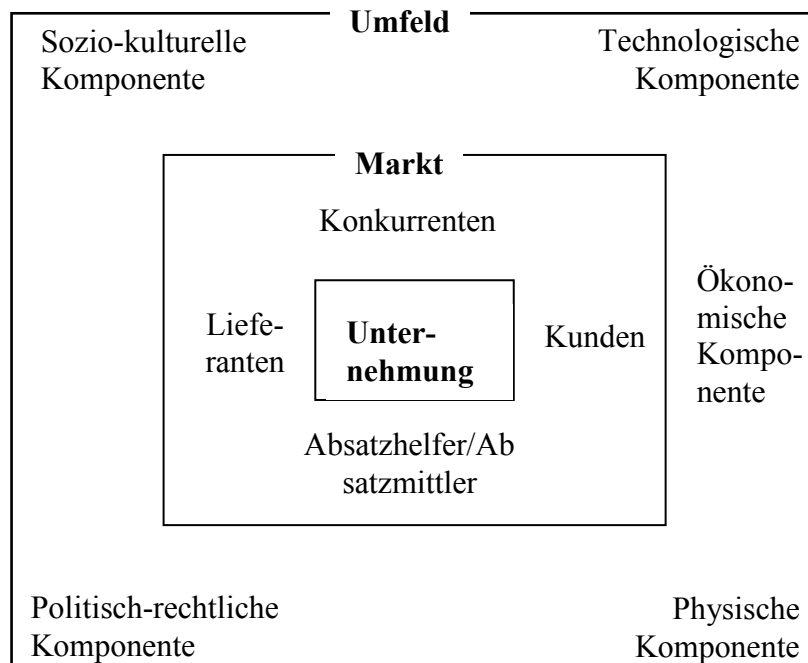 Umfeld
Sozio-kulturelle
Komponente
Technologische
Komponente
Markt
Konkurrenten
Liefe-
ranten
Unter-
nehmung
Kunden
Ökono-
mische
Kompo-
nente
Absatzhelfer/Ab
satzmittler
Politisch-rechtliche
Komponente
Physische
Komponente